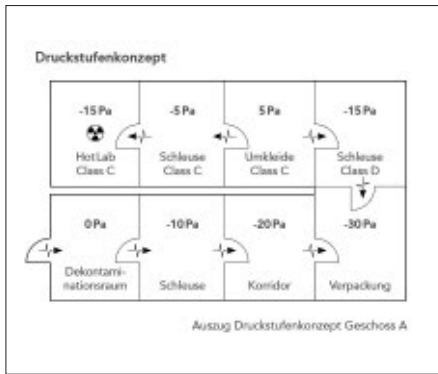 Druckstufenkonzept
-15 Pa
-5 Pa
5 Pa
-15 Pa
HotLab
Class C
Schleuse
Class C
Umkleide
Class C
Schleuse
Class D
0 Pa
-10 Pa
-20 Pa
-30 Pa
Dekontami-
nationsraum
Schleuse
Korridor
Verpackung
Auszug Druckstufenkonzept Geschoss A